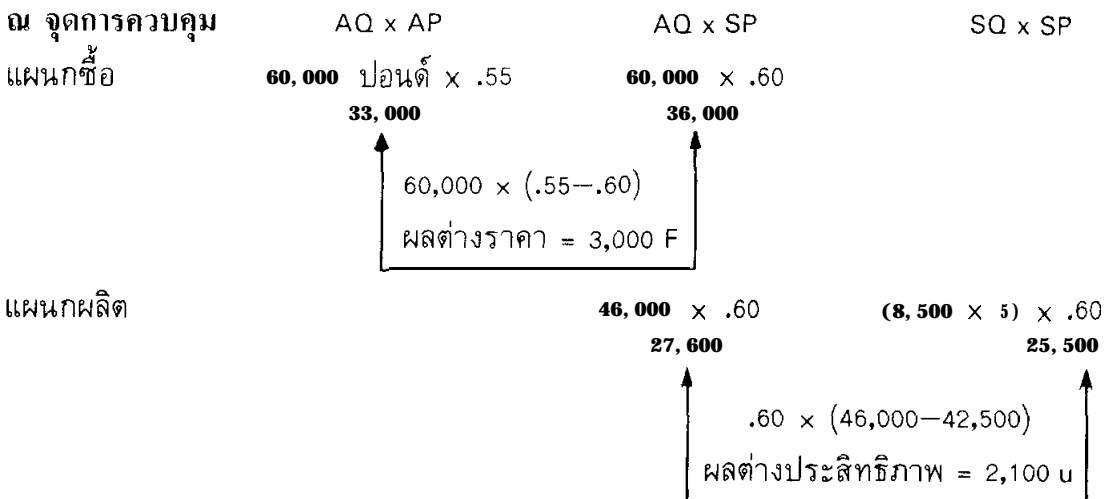 ณ จุดการควบคุม AQ x AP AQ x SP SQ x SP
แผนกซื้อ 60,000 ปอนด์ × .55 60,000 × .60
33,000 36,000
60,000 × (.55–.60)
ผลต่างราคา = 3,000 F
แผนกผลิต 46,000 × .60 (8,500 × 5) × .60
27,600 25,500
.60 × (46,000–42,500)
ผลต่างประสิทธิภาพ = 2,100 u